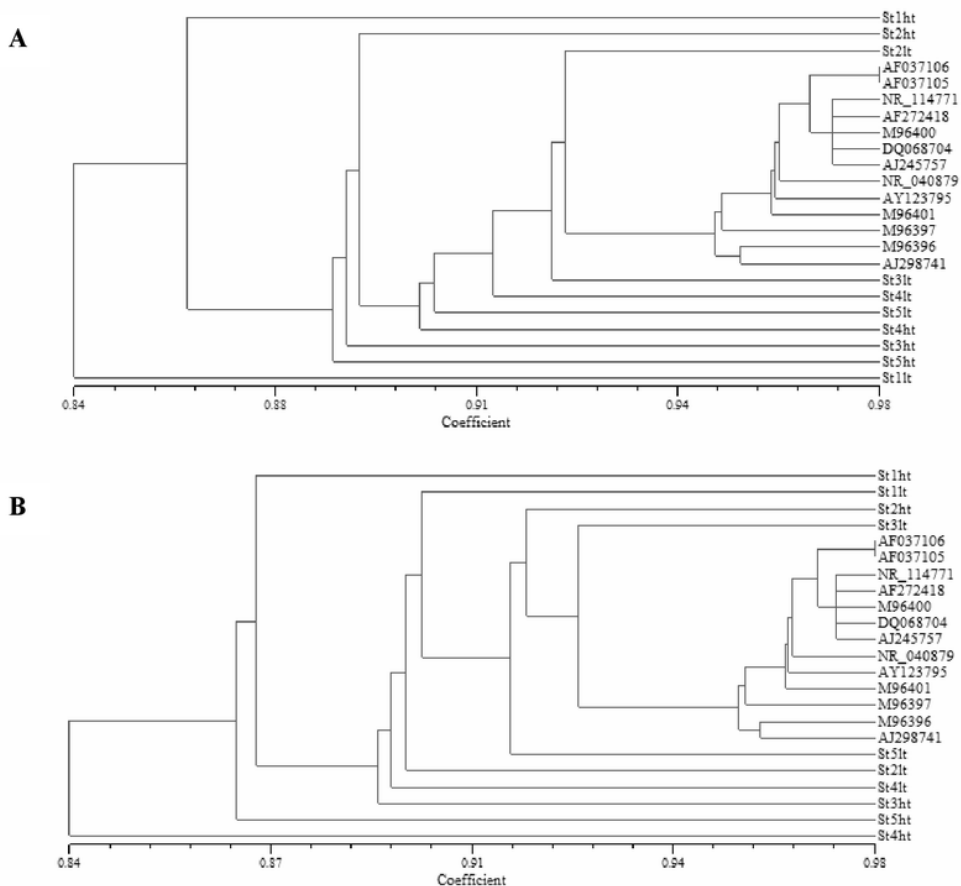 A
St1ht
St2ht
St2lt
AF037106
AF037105
NR_114771
AF272418
M96400
DQ068704
AJ245757
NR_040879
AY123795
M96401
M96397
M96396
AJ298741
St3lt
St4lt
St5lt
St4ht
St3ht
St5ht
St1lt
0.84 0.88 0.91 0.94 0.98
Coefficient
B
St1ht
St1lt
St2ht
St3lt
AF037106
AF037105
NR_114771
AF272418
M96400
DQ068704
AJ245757
NR_040879
AY123795
M96401
M96397
M96396
AJ298741
St5lt
St2lt
St4lt
St3ht
St5ht
St4ht
0.84 0.87 0.91 0.94 0.98
Coefficient